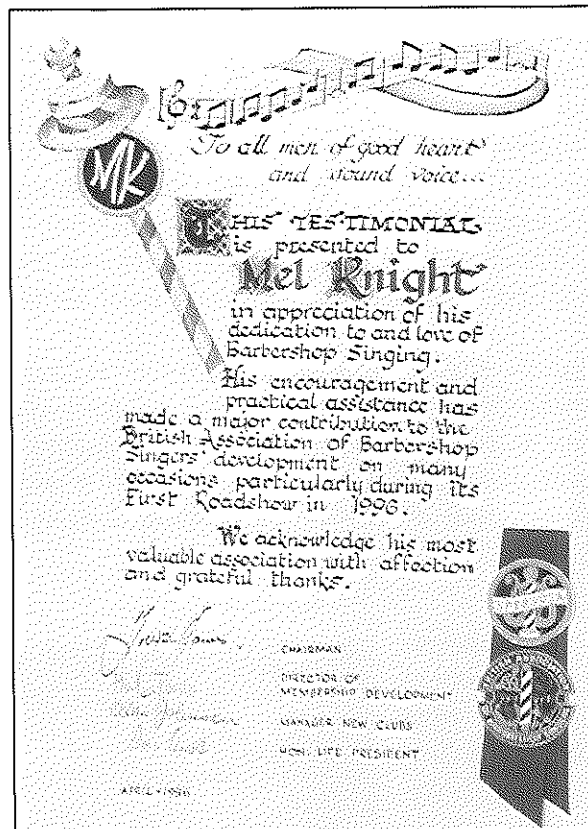 MK
To all men of good heart
and sound voice...
THIS TESTIMONIAL
is presented to
Mel Knight
in appreciation of his
dedication to and love of
Barbershop Singing.
His encouragement and
practical assistance has
made a major contribution to the
British Association of Barbershop
Singers' development on many
occasions particularly during its
First Roadshow in 1996.
We acknowledge his most
valuable association with affection
and grateful thanks.
CHAIRMAN
DIRECTOR OF
MEMBERSHIP DEVELOPMENT
MANAGER NEW CLUBS
HON. LIFE PRESIDENT